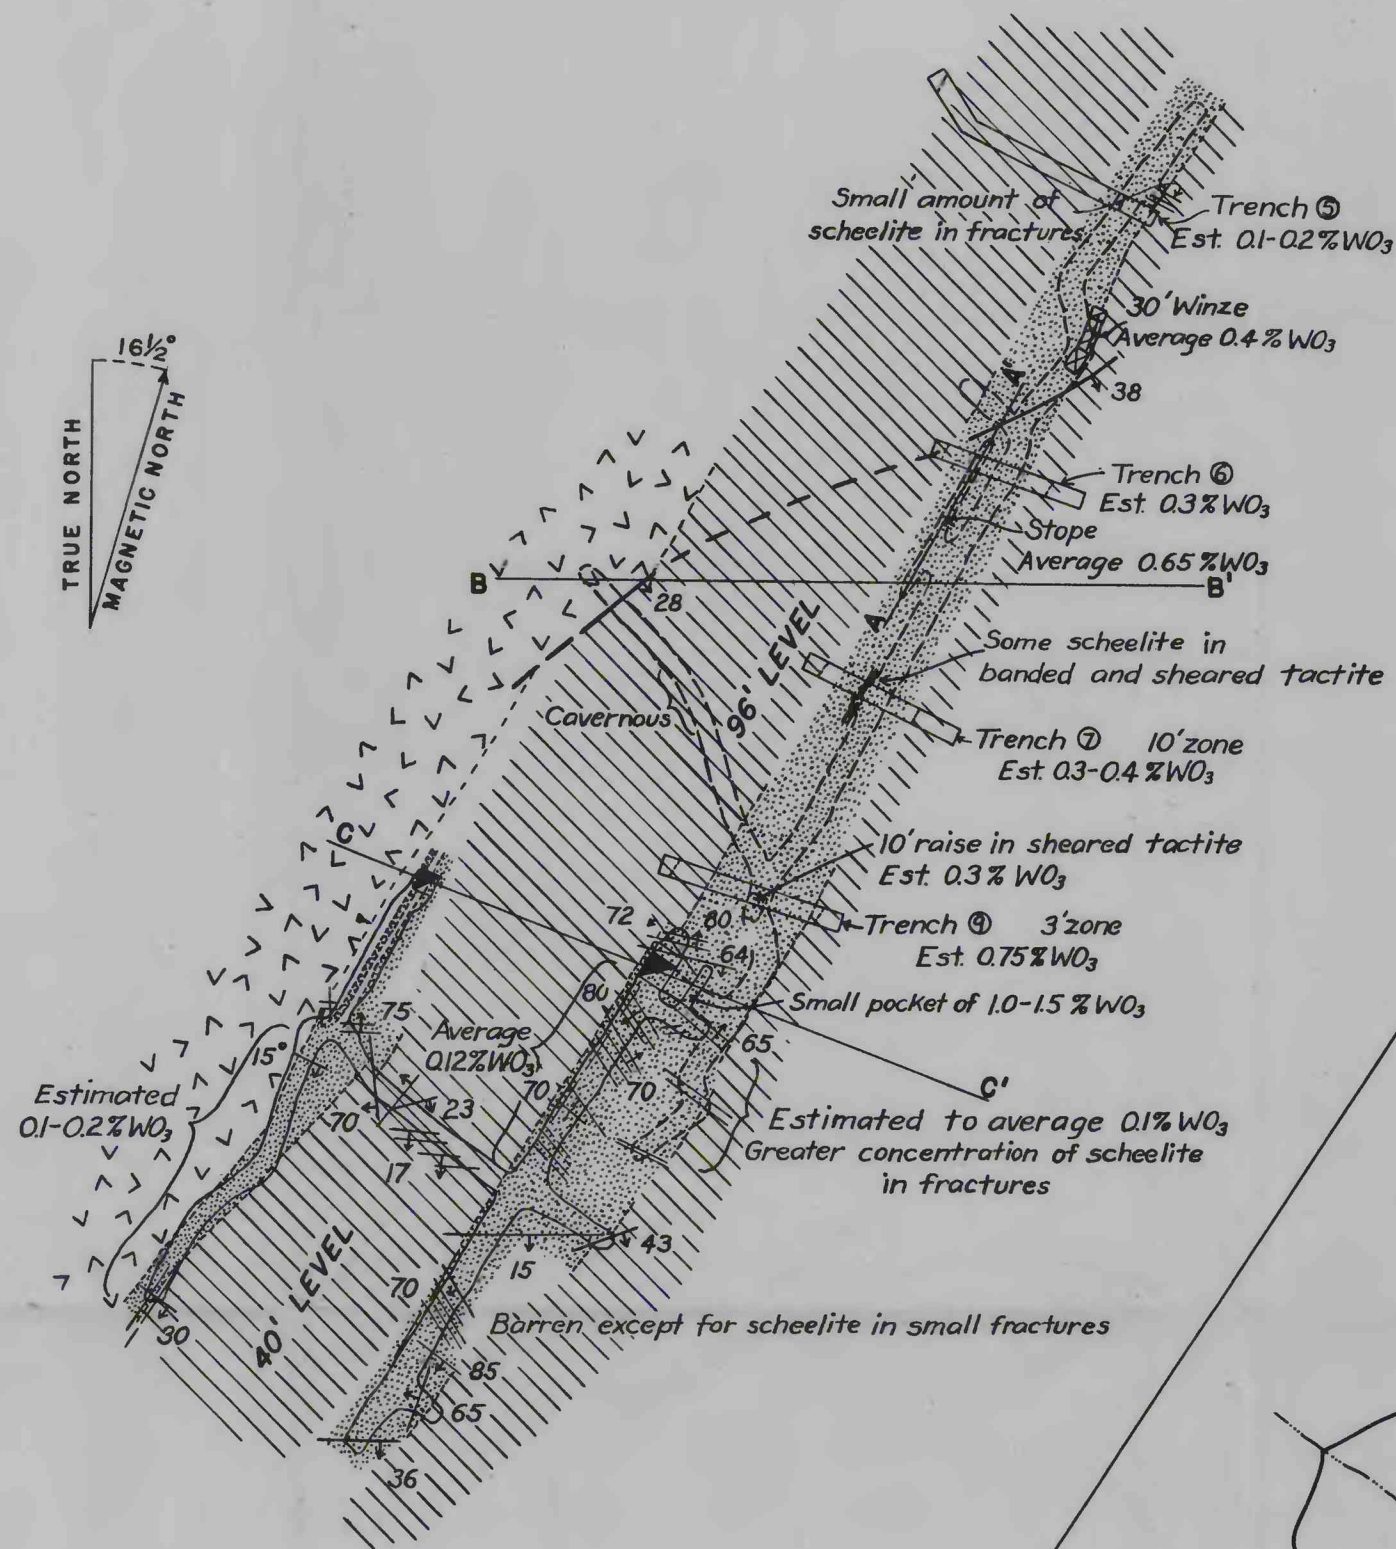 Small amount of
scheelite in fractures
Trench ⑤
Est. 0.1-0.2% WO₃
30' Winze
Average 0.4% WO₃
38
16½°
TRUE NORTH
MAGNETIC NORTH
A'
Trench ⑥
Est. 0.3% WO₃
Stope
Average 0.65% WO₃
B
B'
28
A
96' LEVEL
Some scheelite in
banded and sheared tactite
Cavernous
Trench ⑦ 10' zone
Est. 0.3-0.4% WO₃
C
10' raise in sheared tactite
Est. 0.3% WO₃
72
80
Trench ⑨ 3' zone
Est. 0.75% WO₃
64
80
Small pocket of 1.0-1.5% WO₃
75
Average
0.12% WO₃
65
15°
C'
Estimated
0.1-0.2% WO₃
70
23
70
70
Estimated to average 0.1% WO₃
Greater concentration of scheelite
in fractures
17
43
15
40' LEVEL
70
30
Barren except for scheelite in small fractures
85
65
36